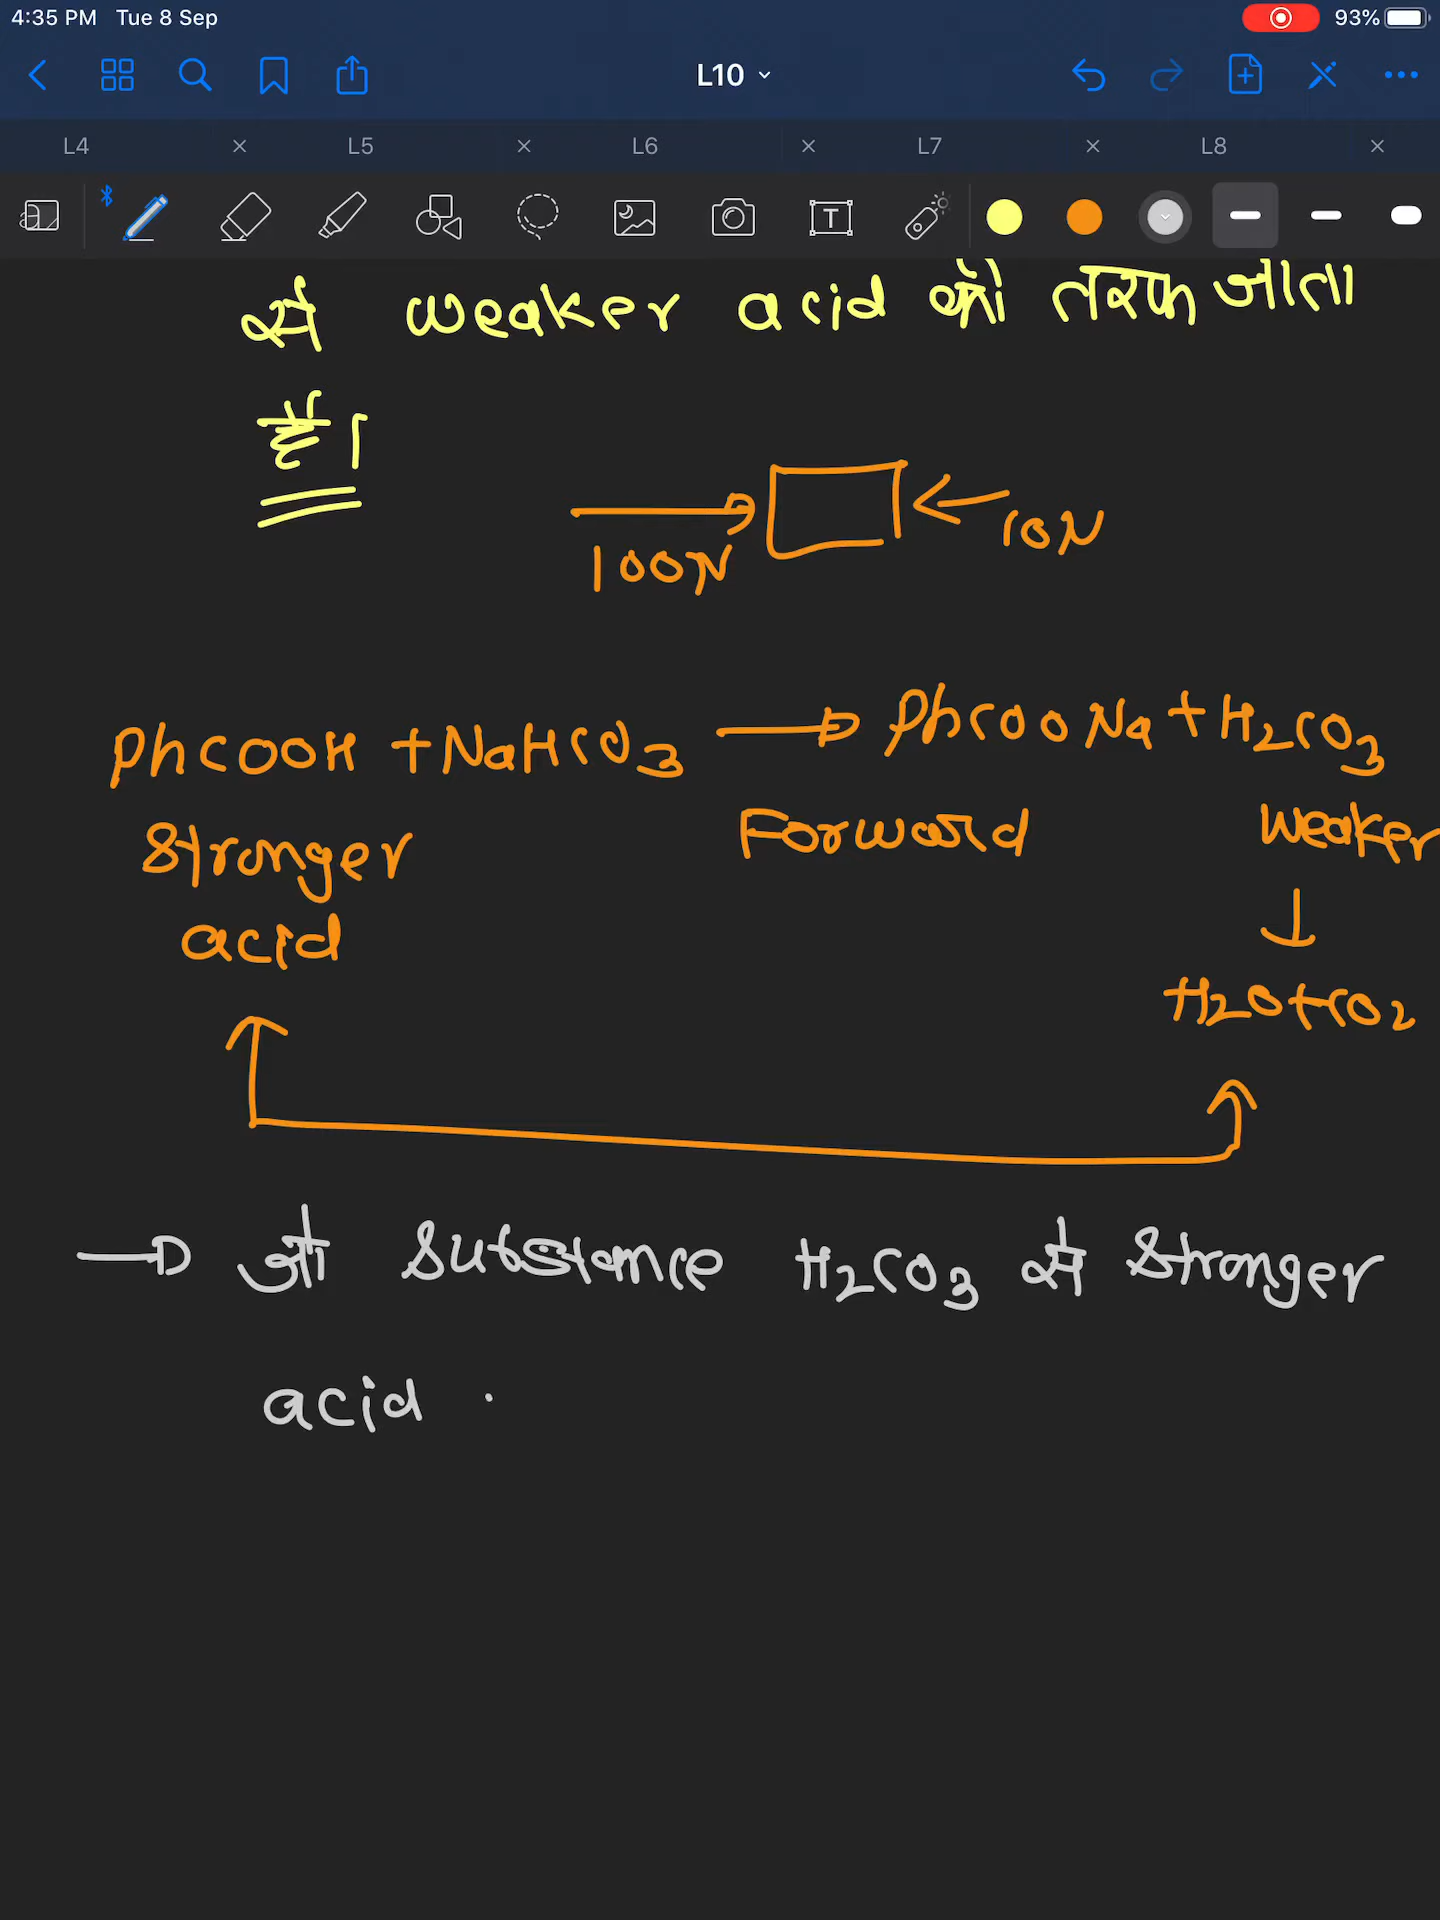 4:35 PM Tue 8 Sep 93%
L10
L4 × L5 × L6 × L7 × L8 ×
से weaker acid की तरफ जाता
है।
100N 10N
PhCOOH + NaHCO3 → PhCOONa + H2CO3
Stronger Forward Weaker
acid ↓
H2O + CO2
→ जो Substance H2CO3 से Stronger
acid